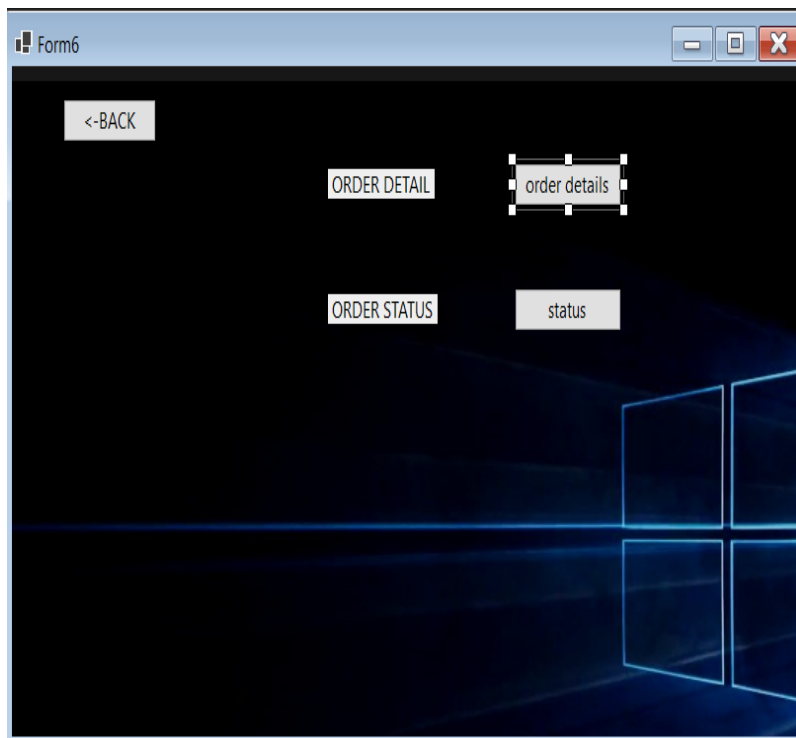 Form6
<-BACK
ORDER DETAIL
order details
ORDER STATUS
status